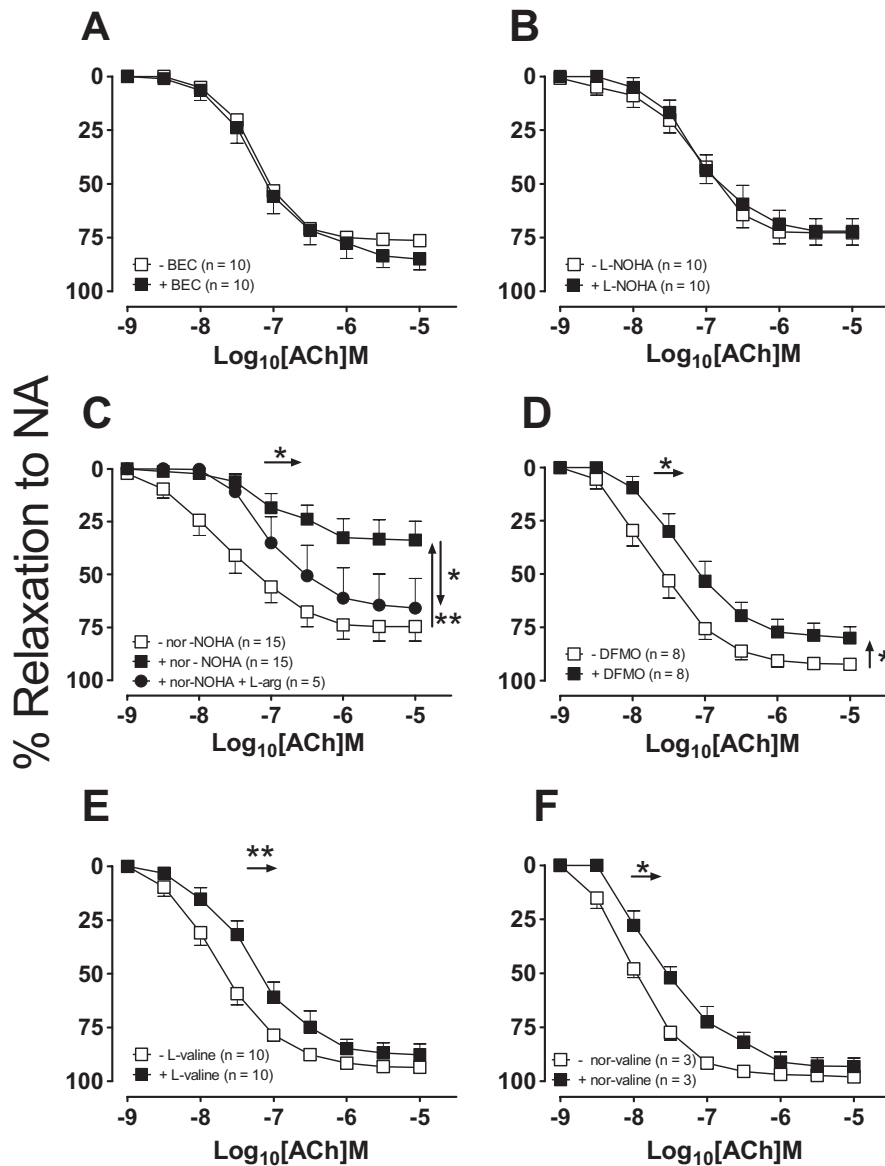 % Relaxation to NA
A
0
25
50
75
100
- BEC (n = 10)
+ BEC (n = 10)
-9 -8 -7 -6 -5
Log10[ACh]M
B
0
25
50
75
100
- L-NOHA (n = 10)
+ L-NOHA (n = 10)
-9 -8 -7 -6 -5
Log10[ACh]M
C
0
25
50
75
100
*
*
**
- nor -NOHA (n = 15)
+ nor - NOHA (n = 15)
+ nor-NOHA + L-arg (n = 5)
-9 -8 -7 -6 -5
Log10[ACh]M
D
0
25
50
75
100
*
*
- DFMO (n = 8)
+ DFMO (n = 8)
-9 -8 -7 -6 -5
Log10[ACh]M
E
0
25
50
75
100
**
- L-valine (n = 10)
+ L-valine (n = 10)
-9 -8 -7 -6 -5
Log10[ACh]M
F
0
25
50
75
100
*
- nor-valine (n = 3)
+ nor-valine (n = 3)
-9 -8 -7 -6 -5
Log10[ACh]M